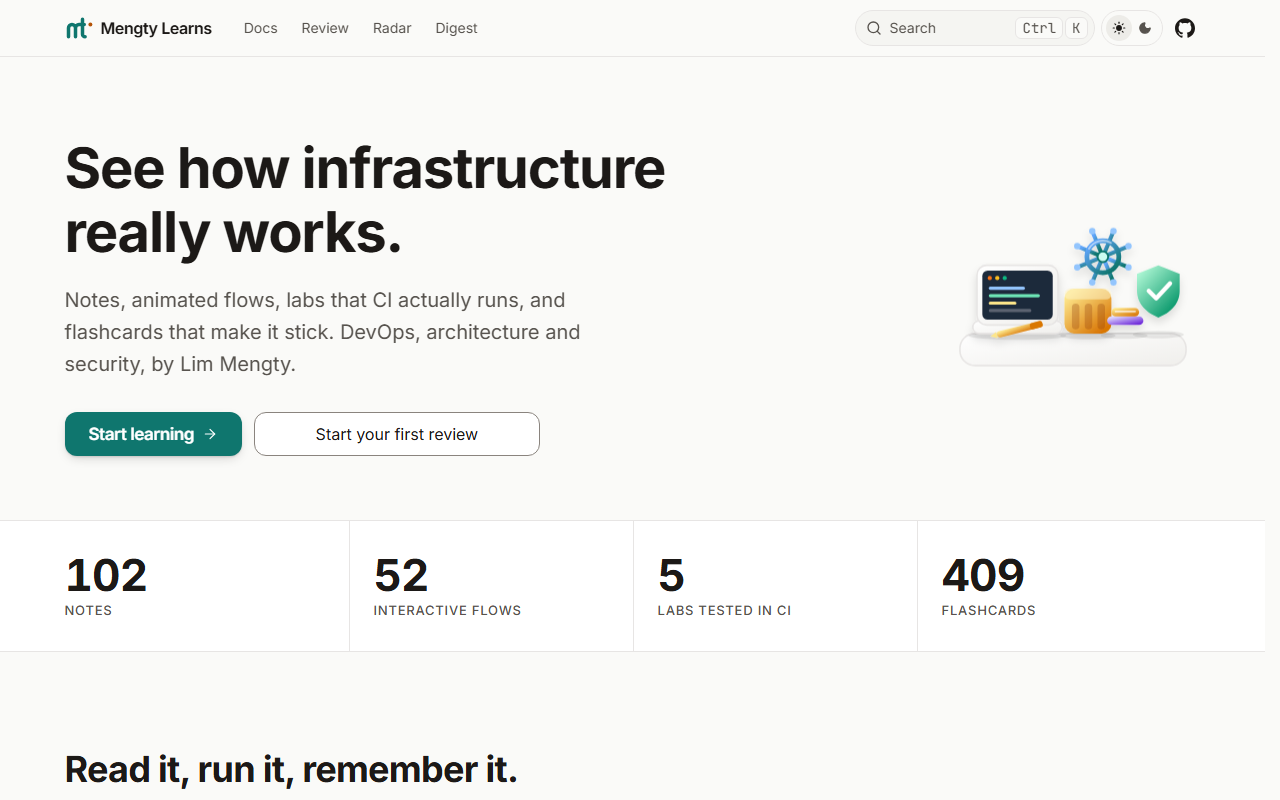 mt Mengty Learns Docs Review Radar Digest Search Ctrl K
See how infrastructure
really works.
Notes, animated flows, labs that CI actually runs, and
flashcards that make it stick. DevOps, architecture and
security, by Lim Mengty.
Start learning → Start your first review
102 52 5 409
NOTES INTERACTIVE FLOWS LABS TESTED IN CI FLASHCARDS
Read it, run it, remember it.